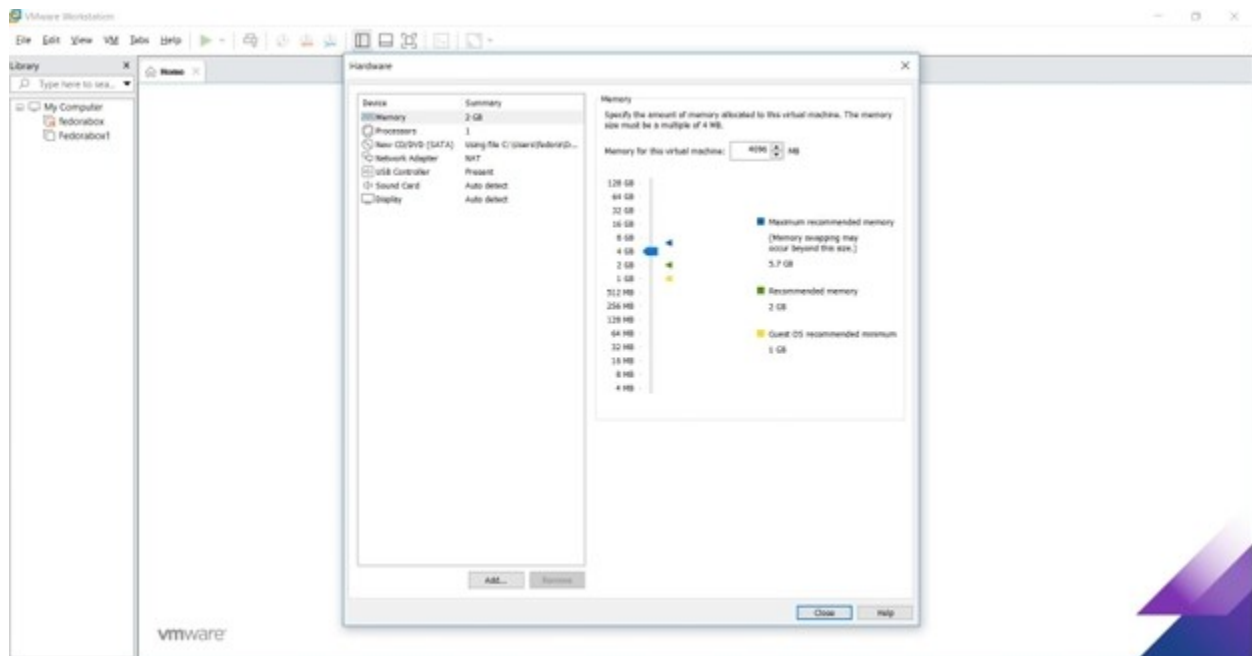 VMware Workstation
File Edit View VM Tabs Help
Library
Type here to sea...
My Computer
fedorabox
Fedorabox1
Home
Hardware
Device Summary
Memory 2 GB
Processors 1
New CD/DVD (SATA) Using file C:\Users\fedora\D...
Network Adapter NAT
USB Controller Present
Sound Card Auto detect
Display Auto detect
Add... Remove
Memory
Specify the amount of memory allocated to this virtual machine. The memory
size must be a multiple of 4 MB.
Memory for this virtual machine: 4096 MB
128 GB
64 GB
32 GB
16 GB
8 GB
4 GB
2 GB
1 GB
512 MB
256 MB
128 MB
64 MB
32 MB
16 MB
8 MB
4 MB
Maximum recommended memory
(Memory swapping may
occur beyond this size.)
5.7 GB
Recommended memory
2 GB
Guest OS recommended minimum
1 GB
Close Help
vmware